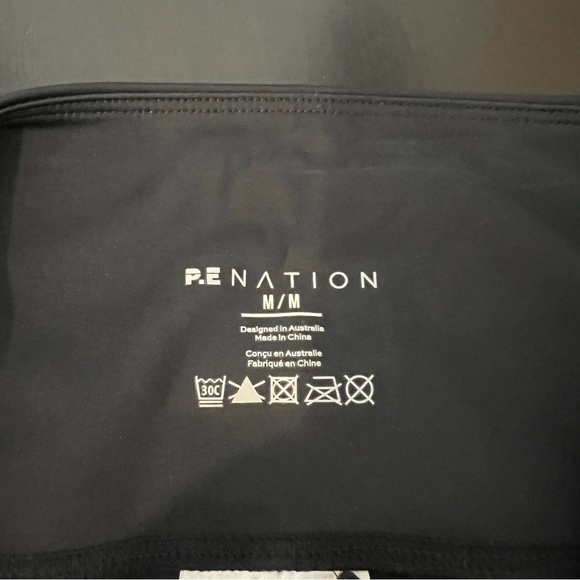 P.E NATION
M/M
Designed in Australia
Made in China
Conçu en Australie
Fabriqué en Chine
30C